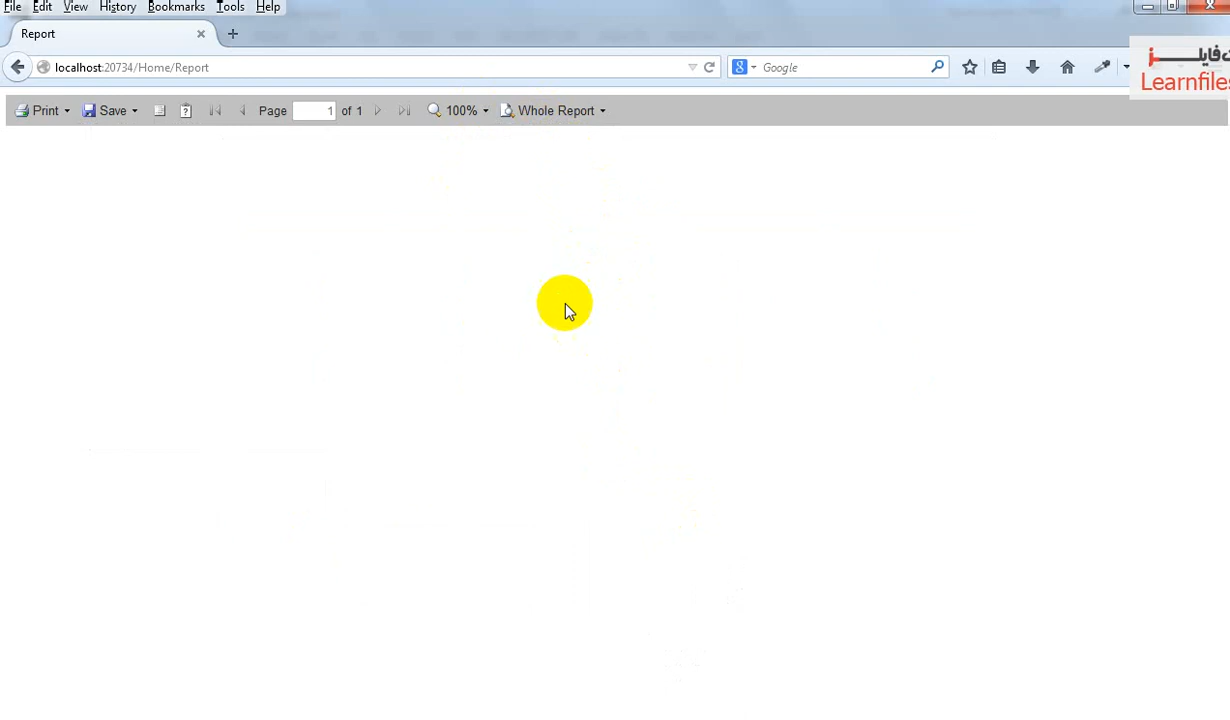 File Edit View History Bookmarks Tools Help
Report
localhost:20734/Home/Report
Google
Learnfiles
Print Save Page 1 of 1 100% Whole Report